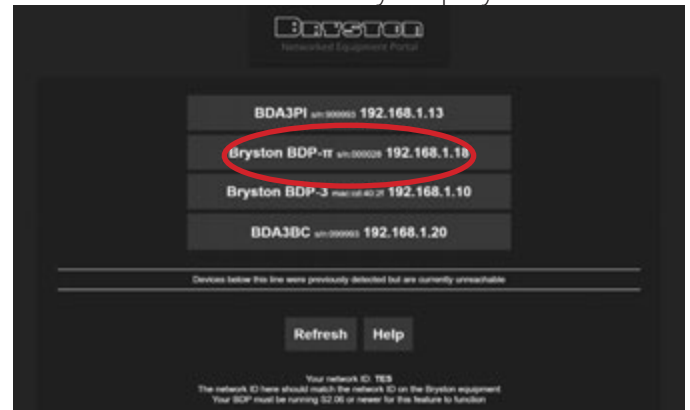 BRYSTON
Networked Equipment Portal
BDA3PI 192.168.1.13
Bryston BDP-π 192.168.1.18
Bryston BDP-3 192.168.1.10
BDA3BC 192.168.1.20
Devices below this line were previously detected but are currently unreachable
Refresh Help
Your network ID: TES
The network ID here should match the network ID on the Bryston equipment
Your BDP must be running S2.06 or newer for this feature to function